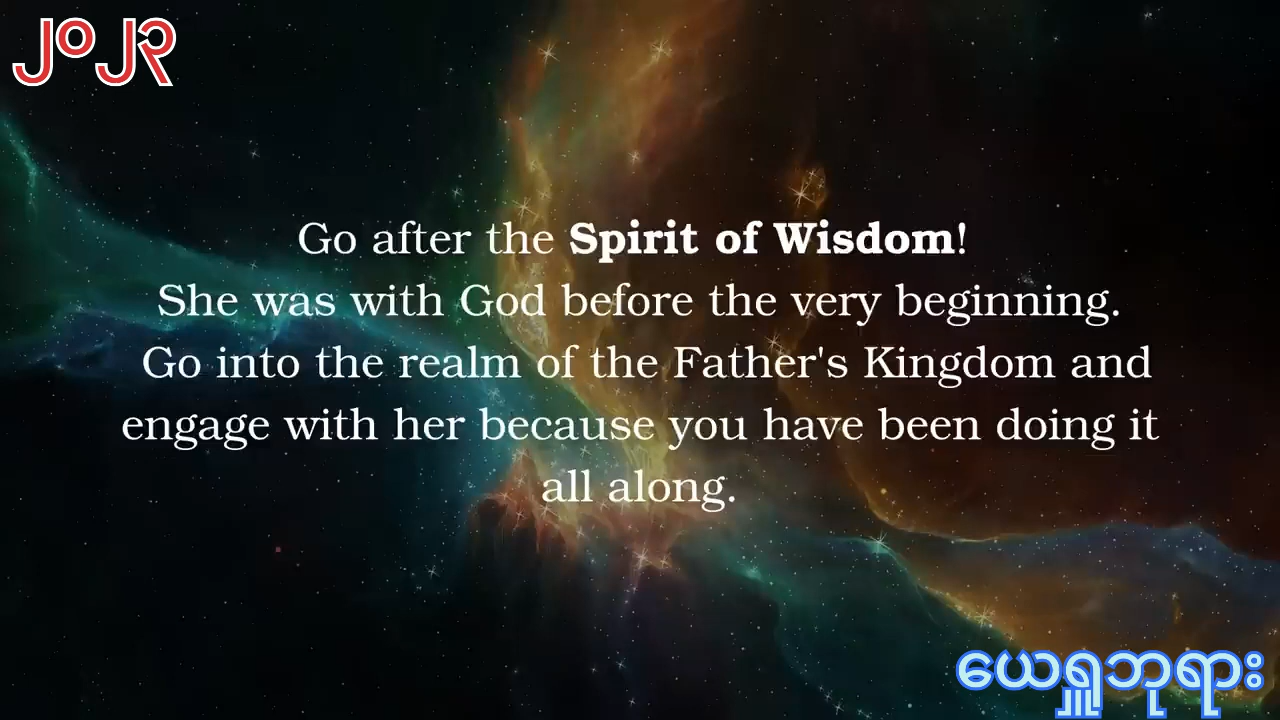 JOJR
Go after the Spirit of Wisdom!
She was with God before the very beginning.
Go into the realm of the Father's Kingdom and
engage with her because you have been doing it
all along.
ယေရှုဘုရား